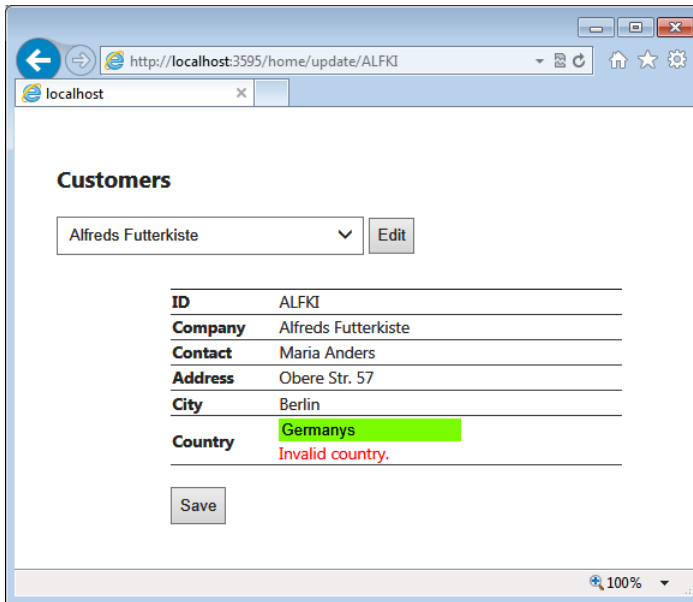 http://localhost:3595/home/update/ALFKI
localhost
Customers
Alfreds Futterkiste Edit
ID ALFKI
Company Alfreds Futterkiste
Contact Maria Anders
Address Obere Str. 57
City Berlin
Country Germanys
Invalid country.
Save
100%